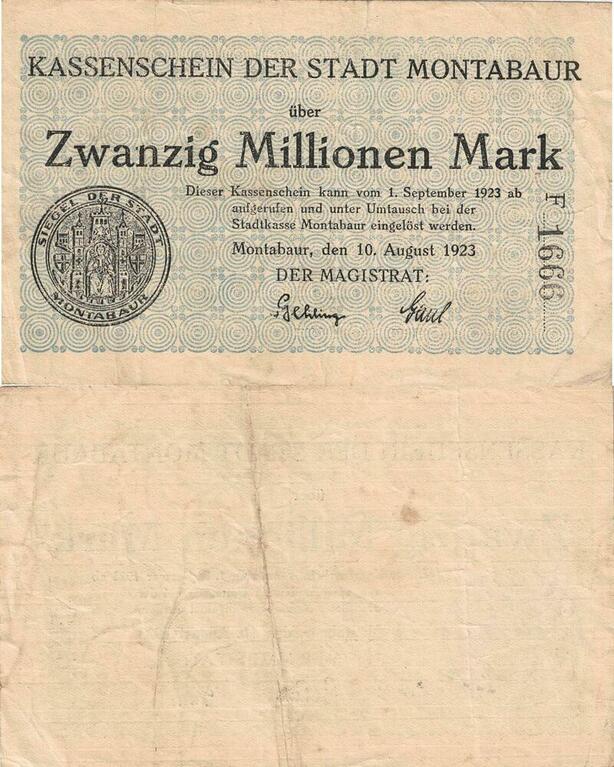 KASSENSCHEIN DER STADT MONTABAUR
über
Zwanzig Millionen Mark
Dieser Kassenschein kann vom 1. September 1923 ab
aufgerufen und unter Umtausch bei der
Stadtkasse Montabaur eingelöst werden.
Montabaur, den 10. August 1923
DER MAGISTRAT:
SIEGEL DER STADT
MONTABAUR
F 1666